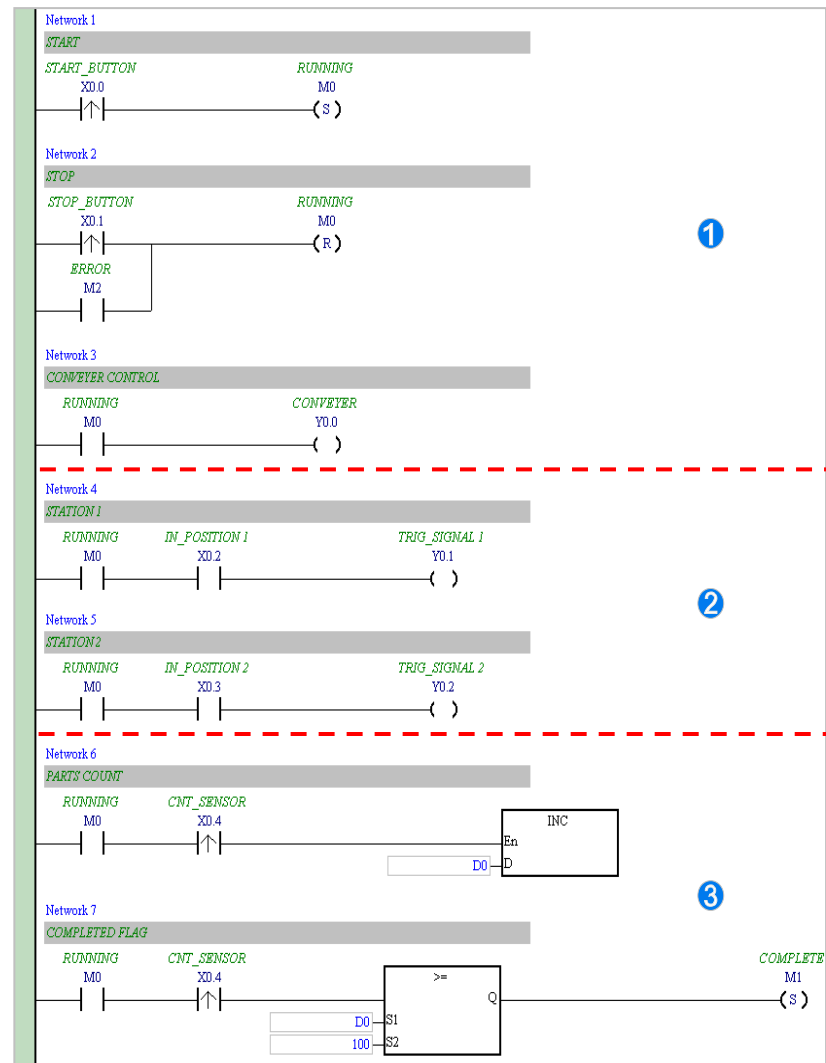 Network 1
START
START_BUTTON RUNNING
X0.0 M0
S
Network 2
STOP
STOP_BUTTON RUNNING
X0.1 M0
R
ERROR
M2
1
Network 3
CONVEYER CONTROL
RUNNING CONVEYER
M0 Y0.0
Network 4
STATION 1
RUNNING IN_POSITION 1 TRIG_SIGNAL 1
M0 X0.2 Y0.1
2
Network 5
STATION 2
RUNNING IN_POSITION 2 TRIG_SIGNAL 2
M0 X0.3 Y0.2
Network 6
PARTS COUNT
RUNNING CNT_SENSOR
M0 X0.4 INC
En
D0 D
3
Network 7
COMPLETED FLAG
RUNNING CNT_SENSOR COMPLETE
M0 X0.4 >= M1
Q S
D0 S1
100 S2